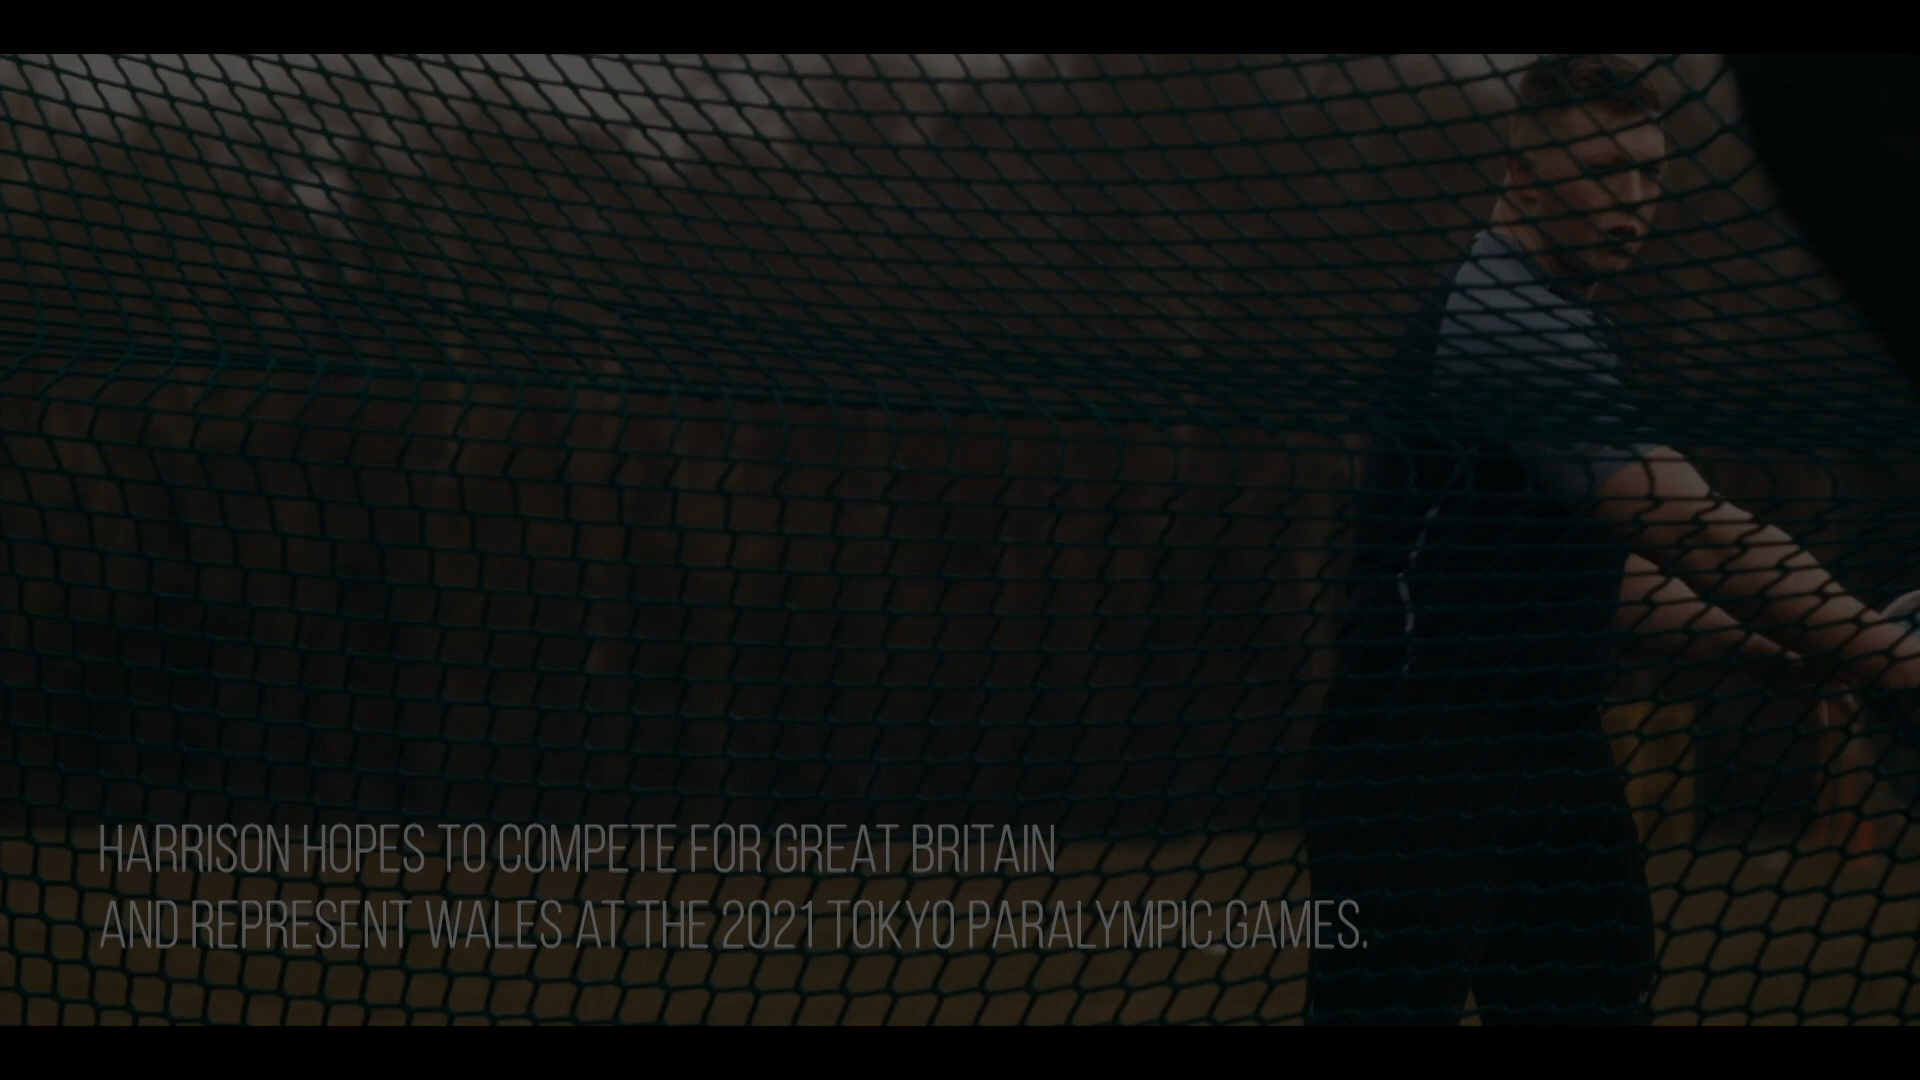 HARRISON HOPES TO COMPETE FOR GREAT BRITAIN
AND REPRESENT WALES AT THE 2021 TOKYO PARALYMPIC GAMES.